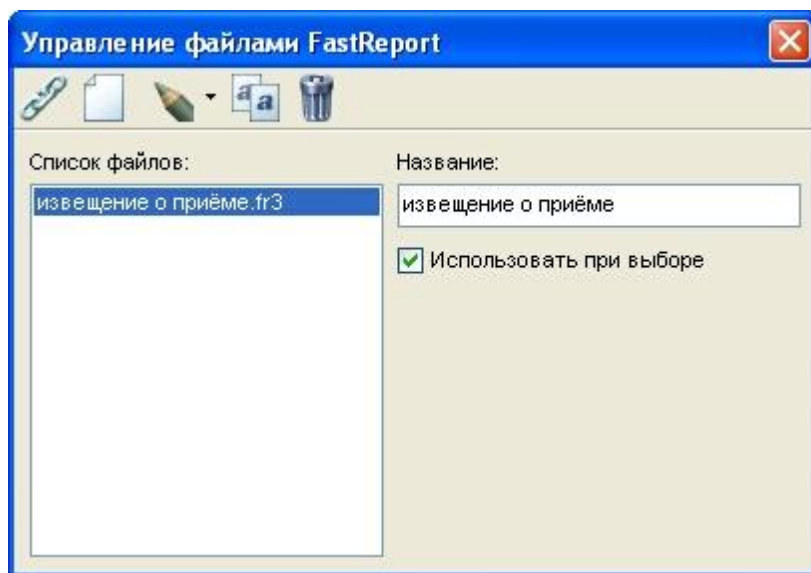 Управление файлами FastReport
a a
Список файлов:
Название:
извещение о приёме.fr3
извещение о приёме
Использовать при выборе